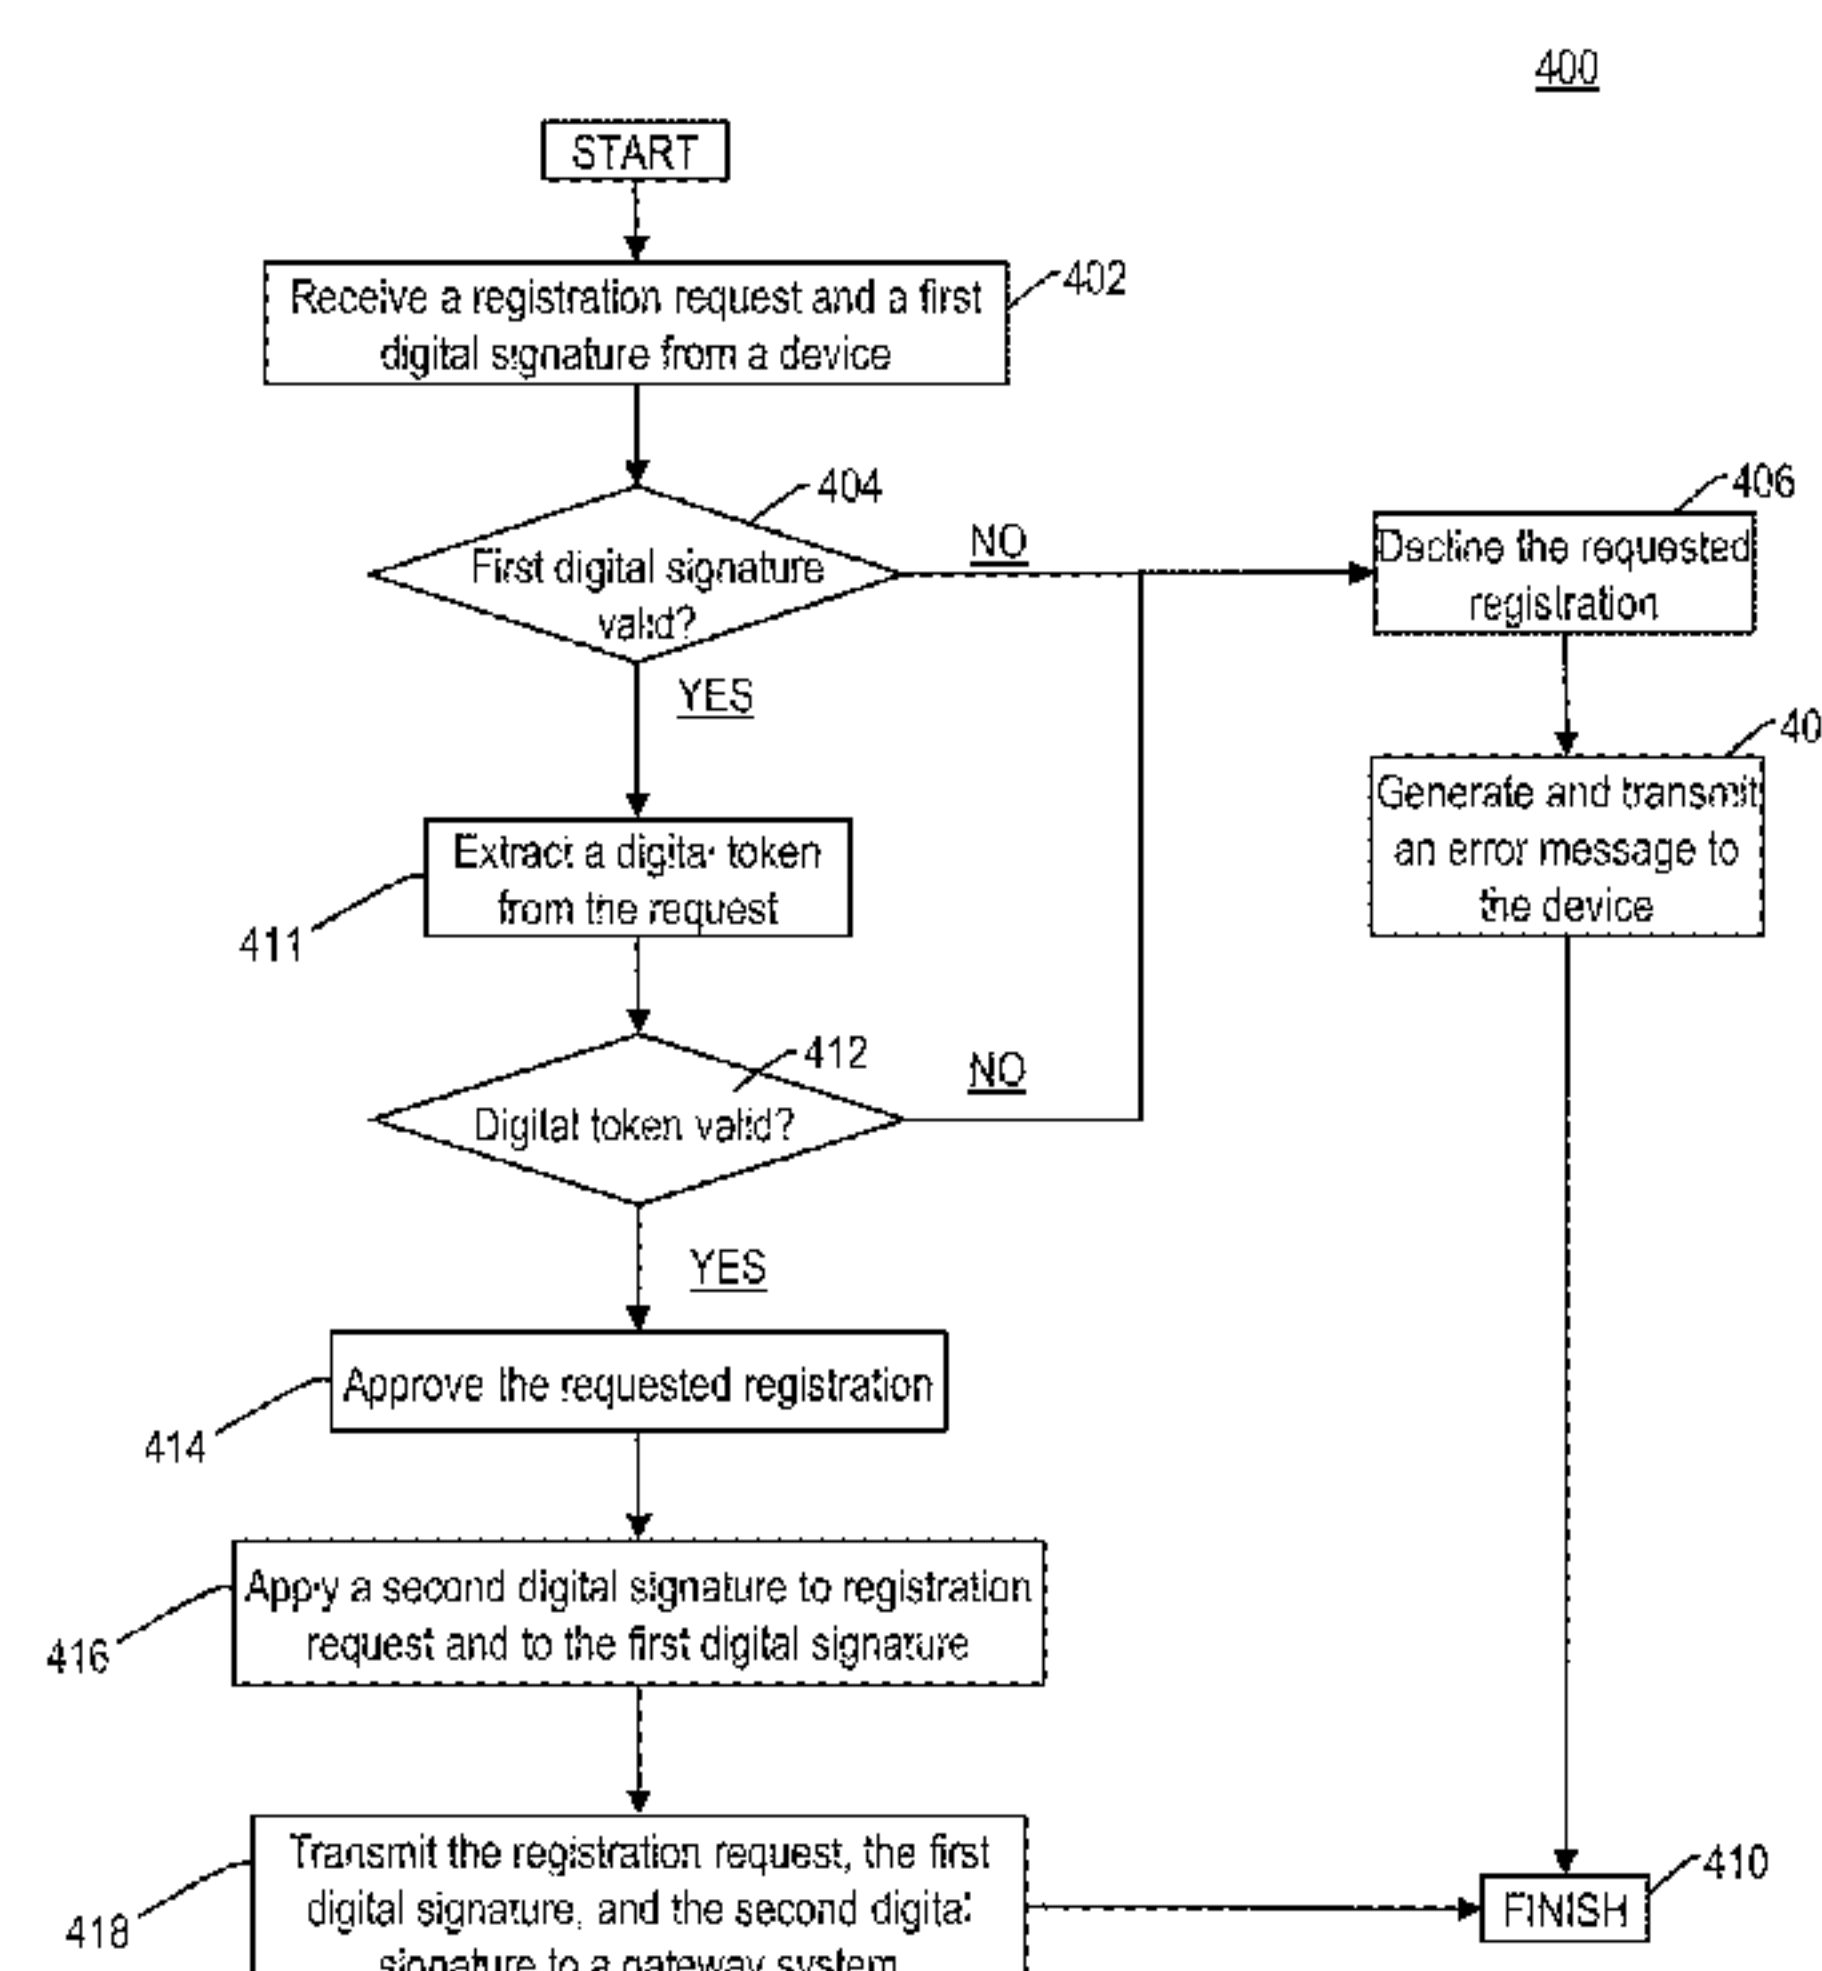 400
START
Receive a registration request and a first
digital signature from a device
402
404
First digital signature
valid?
NO
406
Decline the requested
registration
YES
40
Generate and transmit
an error message to
the device
Extract a digital token
from the request
411
412
Digital token valid?
NO
YES
Approve the requested registration
414
Apply a second digital signature to registration
request and to the first digital signature
416
Transmit the registration request, the first
digital signature, and the second digital
signature to a gateway system
418
410
FINISH